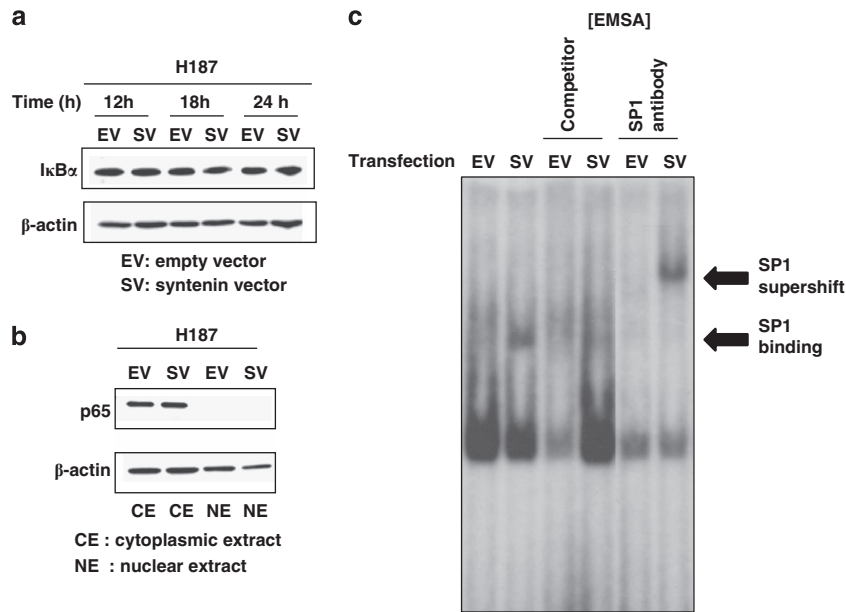 a
H187
Time (h) 12h 18h 24 h
EV SV EV SV EV SV
IκBα
β-actin
EV: empty vector
SV: syntenin vector
b
H187
EV SV EV SV
p65
β-actin
CE CE NE NE
CE : cytoplasmic extract
NE : nuclear extract
c
[EMSA]
Competitor
SP1
antibody
Transfection EV SV EV SV EV SV
SP1
supershift
SP1
binding